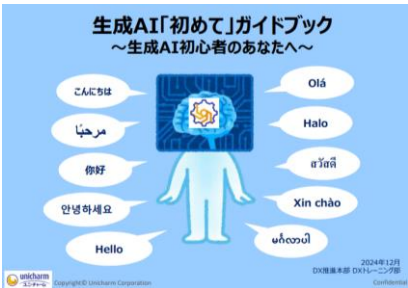 生成AI「初めて」ガイドブック
～生成AI初心者のあなたへ～
こんにちは
مرحبًا
你好
안녕하세요
Hello
Olá
Halo
สวัสดี
Xin chào
မင်္ဂလာပါ
2024年12月
DX推進本部 DXトレーニング部
unicharm
ユニ・チャーム
Copyright© Unicharm Corporation
Confidential